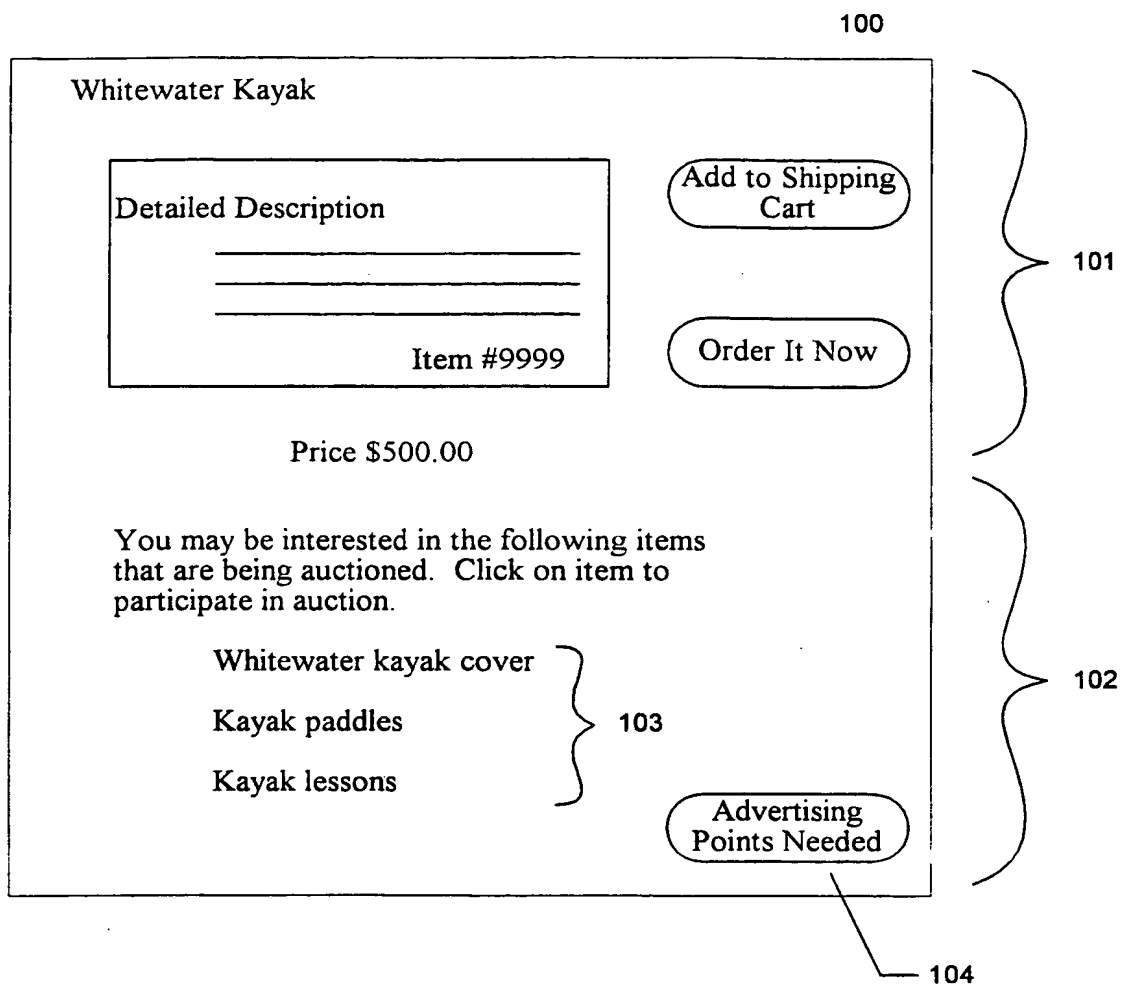 100
Whitewater Kayak
Detailed Description
Item #9999
Add to Shipping
Cart
Order It Now
101
Price $500.00
You may be interested in the following items
that are being auctioned.  Click on item to
participate in auction.
Whitewater kayak cover
Kayak paddles
Kayak lessons
103
102
Advertising
Points Needed
104